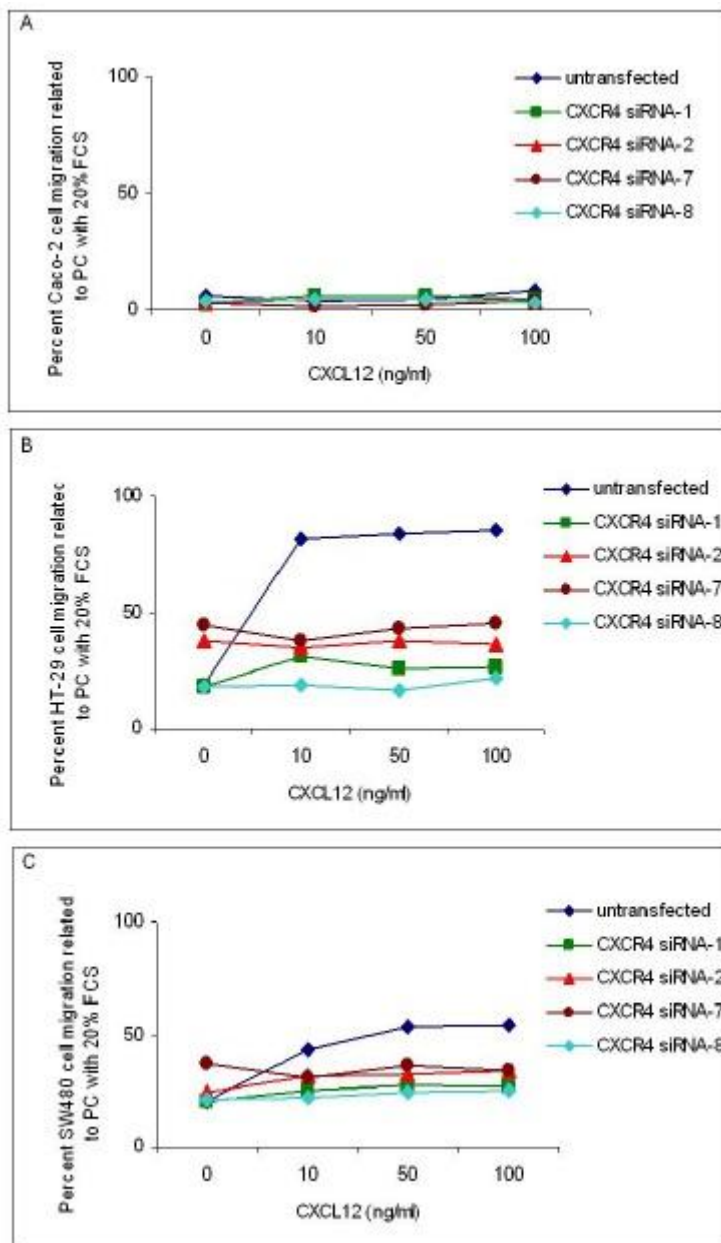 A
Percent Caco-2 cell migration related
to PC with 20% FCS
100
50
0
0 10 50 100
CXCL12 (ng/ml)
untransfected
CXCR4 siRNA-1
CXCR4 siRNA-2
CXCR4 siRNA-7
CXCR4 siRNA-8
B
Percent HT-29 cell migration related
to PC with 20% FCS
100
50
0
0 10 50 100
CXCL12 (ng/ml)
untransfected
CXCR4 siRNA-1
CXCR4 siRNA-2
CXCR4 siRNA-7
CXCR4 siRNA-8
C
Percent SW480 cell migration related
to PC with 20% FCS
100
50
0
0 10 50 100
CXCL12 (ng/ml)
untransfected
CXCR4 siRNA-1
CXCR4 siRNA-2
CXCR4 siRNA-7
CXCR4 siRNA-8